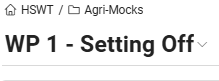 HSWT / Agri-Mocks
WP 1 - Setting Off